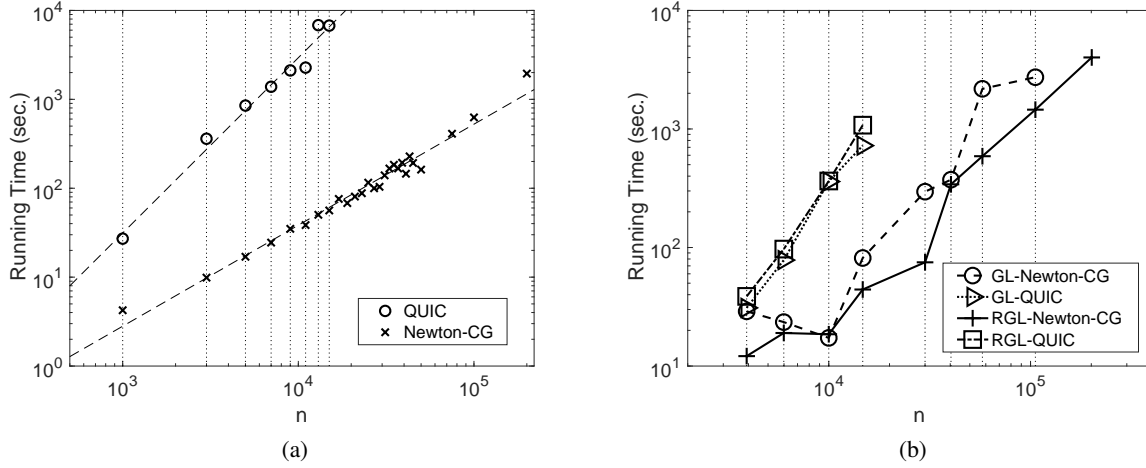 Running Time (sec.)
10^4
10^3
10^2
10^1
10^0
QUIC
Newton-CG
10^3
10^4
10^5
n
(a)
Running Time (sec.)
10^4
10^3
10^2
10^1
GL-Newton-CG
GL-QUIC
RGL-Newton-CG
RGL-QUIC
10^4
10^5
n
(b)